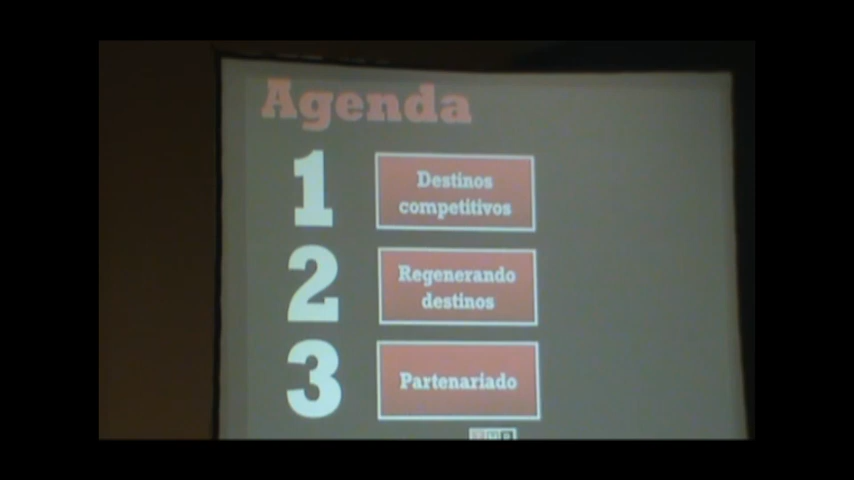 Agenda
1
Destinos
competitivos
2
Regenerando
destinos
3
Partenariado